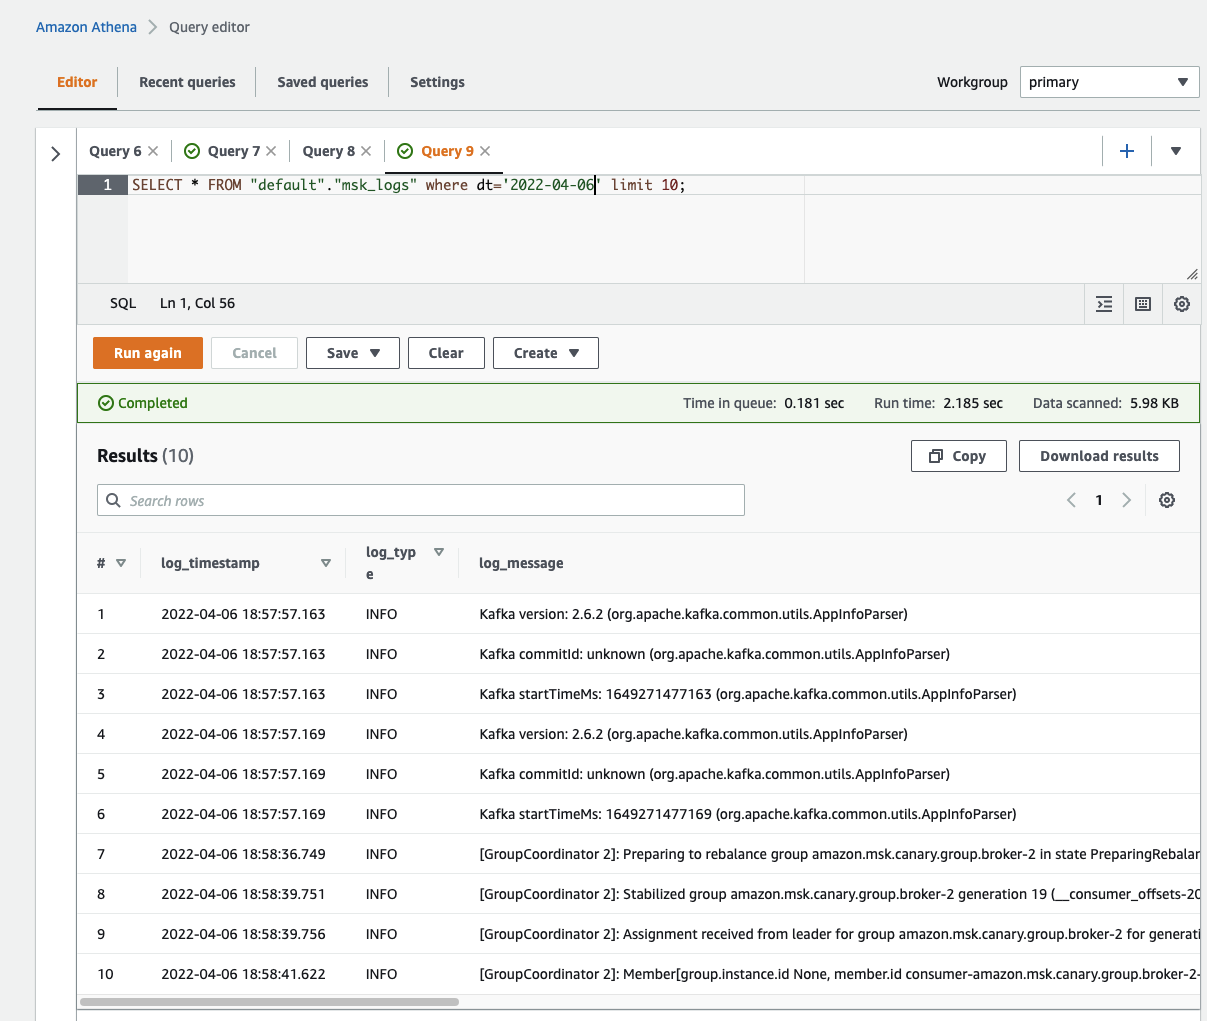 Amazon Athena > Query editor
Editor Recent queries Saved queries Settings Workgroup primary
Query 6 Query 7 Query 8 Query 9
1 SELECT * FROM "default"."msk_logs" where dt='2022-04-06' limit 10;
SQL Ln 1, Col 56
Run again Cancel Save Clear Create
Completed Time in queue: 0.181 sec Run time: 2.185 sec Data scanned: 5.98 KB
Results (10) Copy Download results
Search rows 1
# log_timestamp log_typ
e log_message
1 2022-04-06 18:57:57.163 INFO Kafka version: 2.6.2 (org.apache.kafka.common.utils.AppInfoParser)
2 2022-04-06 18:57:57.163 INFO Kafka commitId: unknown (org.apache.kafka.common.utils.AppInfoParser)
3 2022-04-06 18:57:57.163 INFO Kafka startTimeMs: 1649271477163 (org.apache.kafka.common.utils.AppInfoParser)
4 2022-04-06 18:57:57.169 INFO Kafka version: 2.6.2 (org.apache.kafka.common.utils.AppInfoParser)
5 2022-04-06 18:57:57.169 INFO Kafka commitId: unknown (org.apache.kafka.common.utils.AppInfoParser)
6 2022-04-06 18:57:57.169 INFO Kafka startTimeMs: 1649271477169 (org.apache.kafka.common.utils.AppInfoParser)
7 2022-04-06 18:58:36.749 INFO [GroupCoordinator 2]: Preparing to rebalance group amazon.msk.canary.group.broker-2 in state PreparingRebalar
8 2022-04-06 18:58:39.751 INFO [GroupCoordinator 2]: Stabilized group amazon.msk.canary.group.broker-2 generation 19 (__consumer_offsets-20
9 2022-04-06 18:58:39.756 INFO [GroupCoordinator 2]: Assignment received from leader for group amazon.msk.canary.group.broker-2 for generati
10 2022-04-06 18:58:41.622 INFO [GroupCoordinator 2]: Member[group.instance.id None, member.id consumer-amazon.msk.canary.group.broker-2-